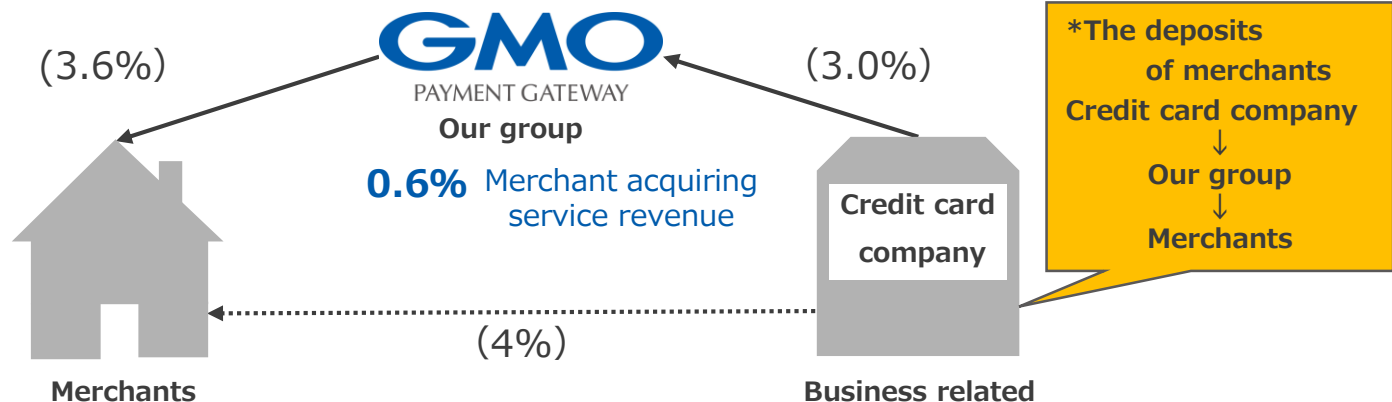 (3.6%)
GMO
PAYMENT GATEWAY
Our group
0.6% Merchant acquiring
service revenue
(3.0%)
*The deposits
of merchants
Credit card company
↓
Our group
↓
Merchants
Credit card
company
(4%)
Merchants
Business related